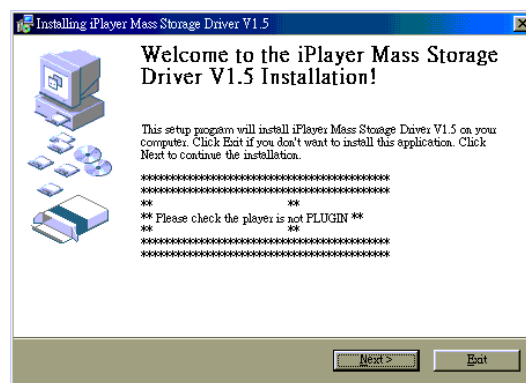 Installing iPlayer Mass Storage Driver V1.5
Welcome to the iPlayer Mass Storage
Driver V1.5 Installation!
This setup program will install iPlayer Mass Storage Driver V1.5 on your
computer. Click Exit if you don't want to install this application. Click
Next to continue the installation.
******************************************
******************************************
** **
** Please check the player is not PLUGIN **
** **
******************************************
******************************************
Next >
Exit